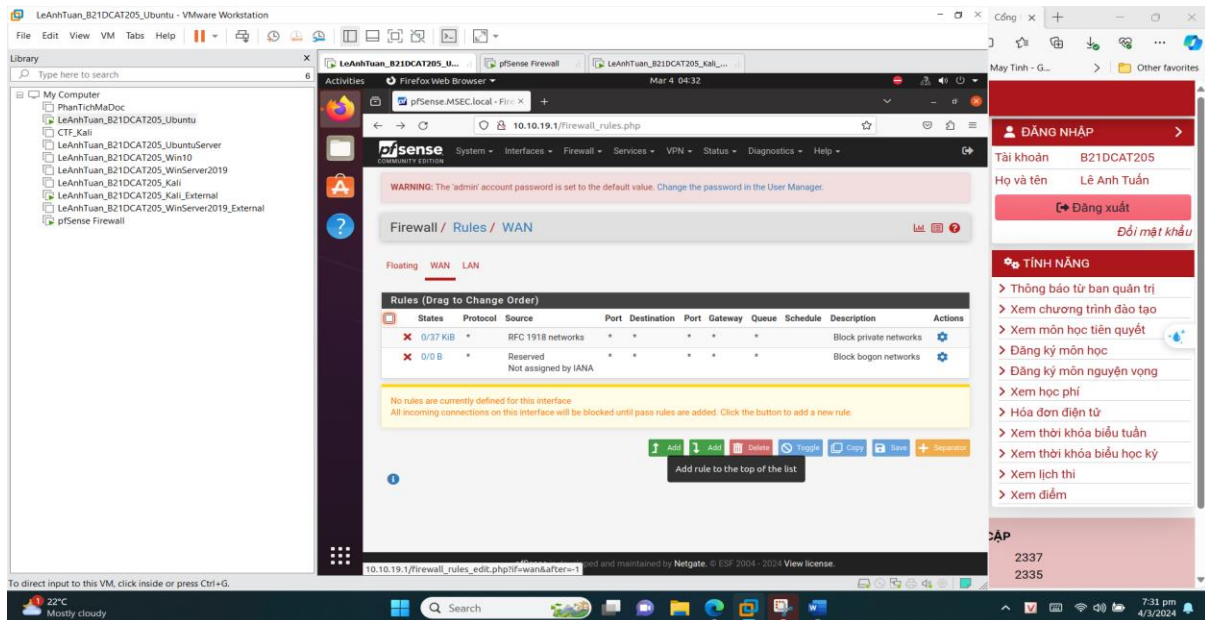 LeAnhTuan_B21DCAT205_Ubuntu - VMware Workstation
File Edit View VM Tabs Help
Library
Type here to search
My Computer
PhanTichMaDoc
LeAnhTuan_B21DCAT205_Ubuntu
CTF_Kali
LeAnhTuan_B21DCAT205_UbuntuServer
LeAnhTuan_B21DCAT205_Win10
LeAnhTuan_B21DCAT205_WinServer2019
LeAnhTuan_B21DCAT205_Kali
LeAnhTuan_B21DCAT205_Kali_External
LeAnhTuan_B21DCAT205_WinServer2019_External
pfSense Firewall
LeAnhTuan_B21DCAT205_U... pfSense Firewall LeAnhTuan_B21DCAT205_Kali_...
Activities Firefox Web Browser Mar 4 04:32
pfSense.MSEC.local - Fire
10.10.19.1/firewall_rules.php
pfsense System Interfaces Firewall Services VPN Status Diagnostics Help
COMMUNITY EDITION
WARNING: The 'admin' account password is set to the default value. Change the password in the User Manager.
Firewall / Rules / WAN
Floating WAN LAN
Rules (Drag to Change Order)
States Protocol Source Port Destination Port Gateway Queue Schedule Description Actions
0/37 KiB * RFC 1918 networks * * * * * Block private networks
0/0 B * Reserved * * * * * Block bogon networks
Not assigned by IANA
No rules are currently defined for this interface
All incoming connections on this interface will be blocked until pass rules are added. Click the button to add a new rule.
Add Add Delete Toggle Copy Save Separator
Add rule to the top of the list
10.10.19.1/firewall_rules_edit.php?if=wan&after=-1
and maintained by Netgate. © ESF 2004 - 2024 View license.
To direct input to this VM, click inside or press Ctrl+G.
Cổng
May Tinh - G... Other favorites
ĐĂNG NHẬP
Tài khoản B21DCAT205
Họ và tên Lê Anh Tuấn
Đăng xuất
Đổi mật khẩu
TÍNH NĂNG
Thông báo từ ban quản trị
Xem chương trình đào tạo
Xem môn học tiên quyết
Đăng ký môn học
Đăng ký môn nguyện vọng
Xem học phí
Hóa đơn điện tử
Xem thời khóa biểu tuần
Xem thời khóa biểu học kỳ
Xem lịch thi
Xem điểm
CẬP
2337
2335
22°C
Mostly cloudy
Search
7:31 pm
4/3/2024